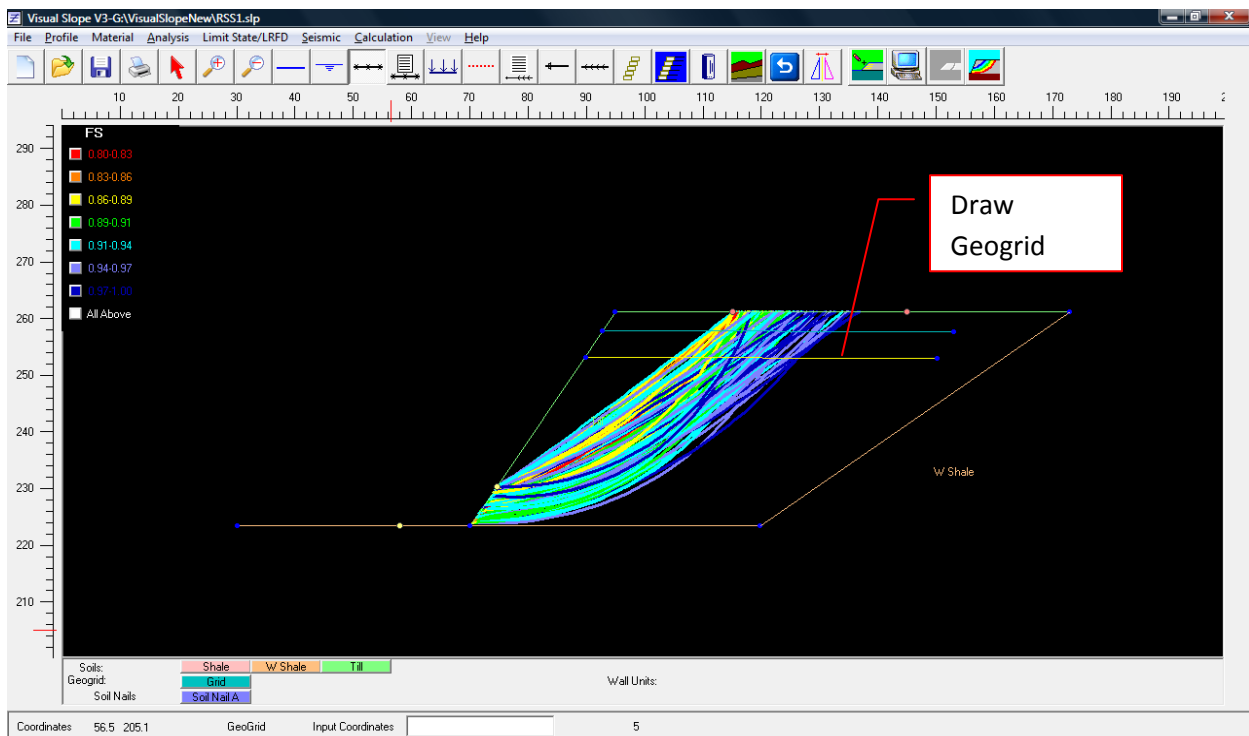 Visual Slope V3-G:\VisualSlopeNew\RSS1.slp
File Profile Material Analysis Limit State/LRFD Seismic Calculation View Help
10 20 30 40 50 60 70 80 90 100 110 120 130 140 150 160 170 180 190 2
290
280
270
260
250
240
230
220
210
FS
0.80-0.83
0.83-0.86
0.86-0.89
0.89-0.91
0.91-0.94
0.94-0.97
0.97-1.00
All Above
Draw
Geogrid
W Shale
Soils: Shale W Shale Till
Geogrid: Grid Wall Units:
Soil Nails Soil Nail A
Coordinates 56.5 205.1 GeoGrid Input Coordinates 5